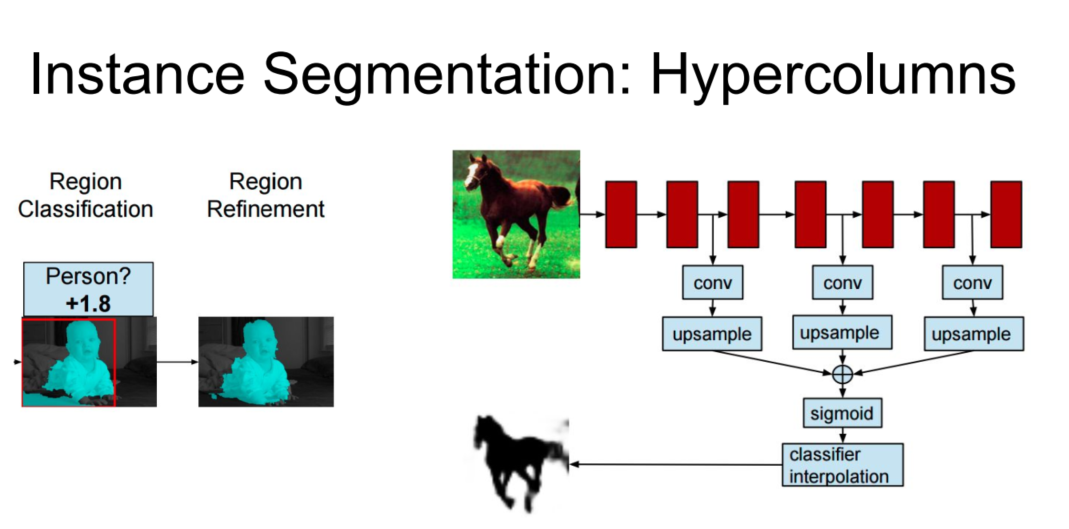 Instance Segmentation: Hypercolumns
Region
Classification
Region
Refinement
Person?
+1.8
conv
conv
conv
upsample
upsample
upsample
sigmoid
classifier
interpolation